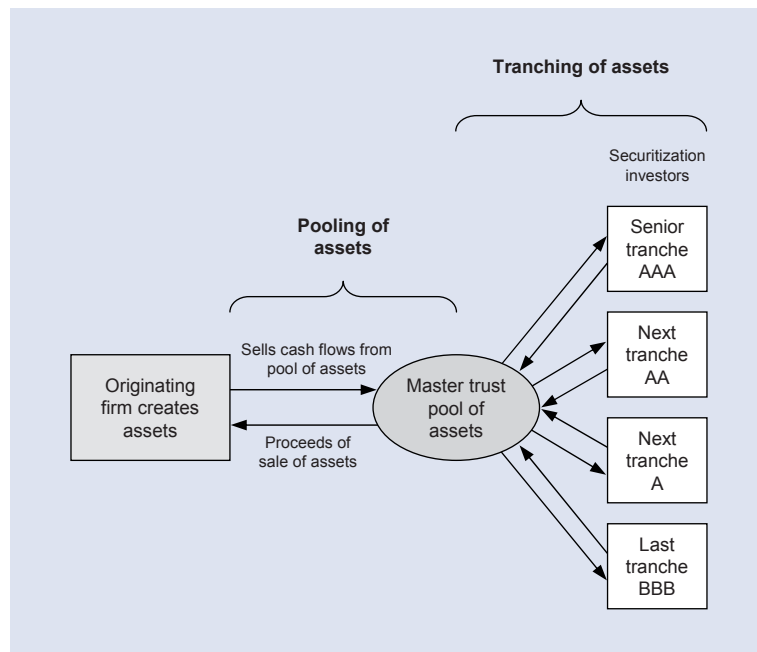 Tranching of assets
Securitization
investors
Pooling of
assets
Senior
tranche
AAA
Sells cash flows from
pool of assets
Next
tranche
AA
Originating
firm creates
assets
Master trust
pool of
assets
Proceeds of
sale of assets
Next
tranche
A
Last
tranche
BBB